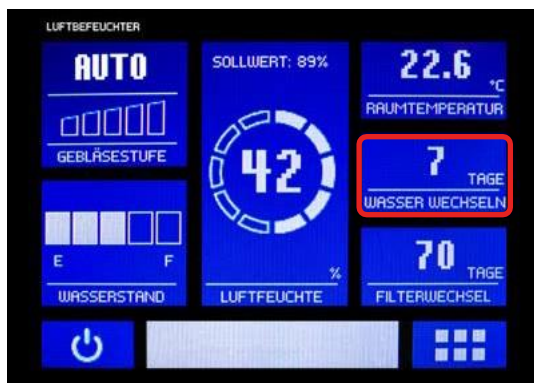 LUFTBEFEUCHTER
AUTO
GEBLÄSESTUFE
E F
WASSERSTAND
SOLLWERT: 89%
42
%
LUFTFEUCHTE
22.6 °C
RAUMTEMPERATUR
7 TAGE
WASSER WECHSELN
70 TAGE
FILTERWECHSEL